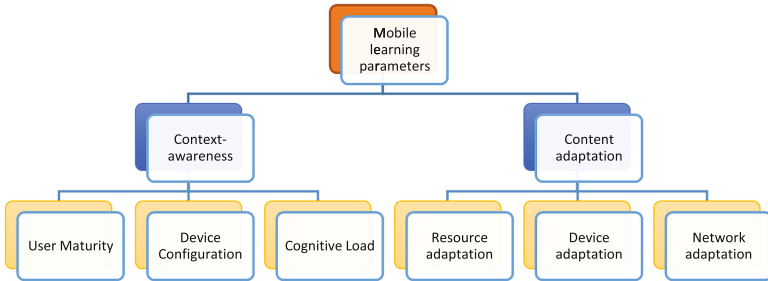 Mobile
learning
parameters
Context-
awareness
Content
adaptation
User Maturity
Device
Configuration
Cognitive Load
Resource
adaptation
Device
adaptation
Network
adaptation